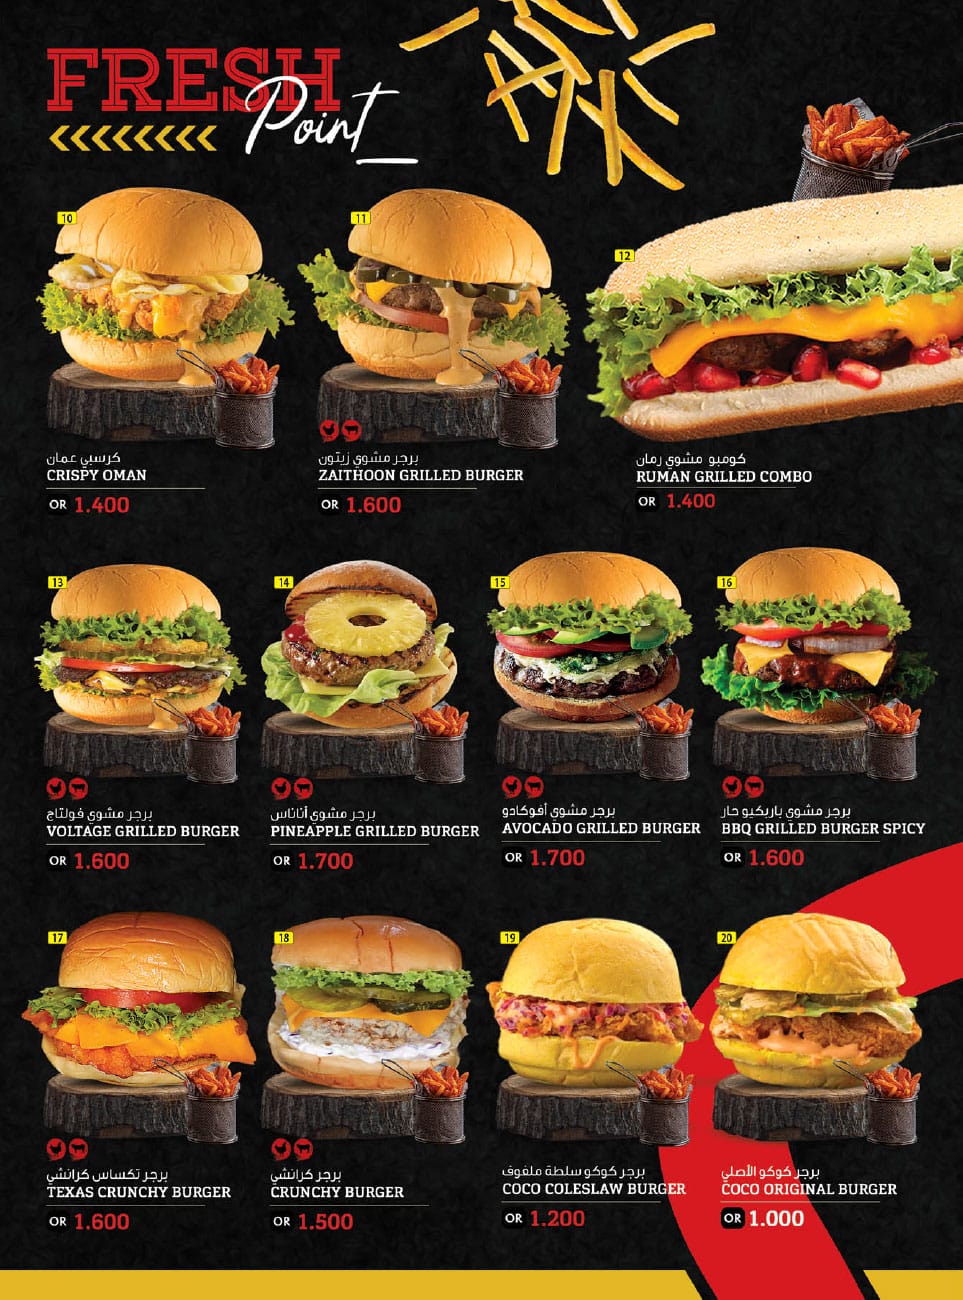 FRESH
Point
10
11
12
كرسبي عمان
CRISPY OMAN
OR 1.400
برجر مشوي زيتون
ZAITHOON GRILLED BURGER
OR 1.600
كومبو مشوي رمان
RUMAN GRILLED COMBO
OR 1.400
13
14
15
16
برجر مشوي فولتاج
VOLTAGE GRILLED BURGER
OR 1.600
برجر مشوي أناناس
PINEAPPLE GRILLED BURGER
OR 1.700
برجر مشوي أفوكادو
AVOCADO GRILLED BURGER
OR 1.700
برجر مشوي باربكيو حار
BBQ GRILLED BURGER SPICY
OR 1.600
17
18
19
20
برجر تكساس كرانشي
TEXAS CRUNCHY BURGER
OR 1.600
برجر كرانشي
CRUNCHY BURGER
OR 1.500
برجر كوكو سلطة ملفوف
COCO COLESLAW BURGER
OR 1.200
برجر كوكو الأصلي
COCO ORIGINAL BURGER
OR 1.000